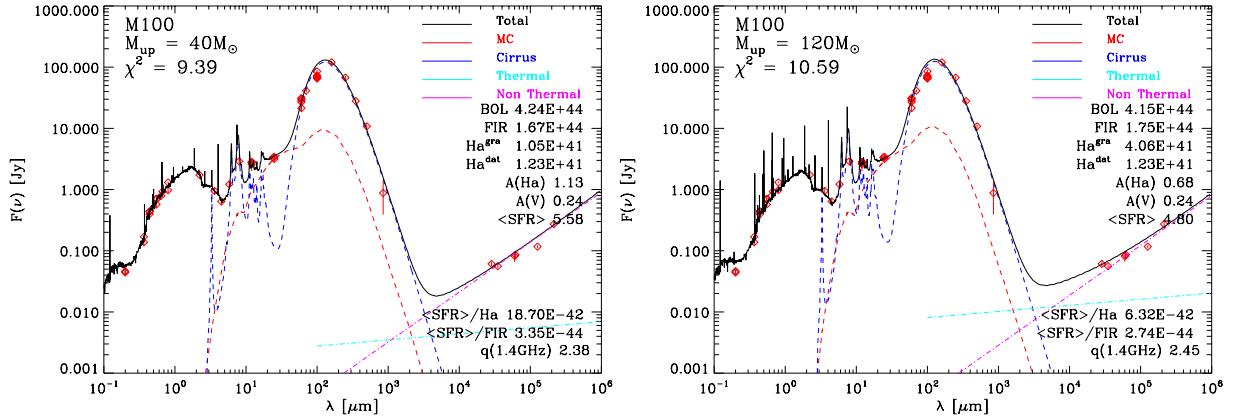 M100
M_up = 40M⊙
χ² = 9.39
Total
MC
Cirrus
Thermal
Non Thermal
BOL 4.24E+44
FIR 1.67E+44
Ha^gra 1.05E+41
Ha^dat 1.23E+41
A(Ha) 1.13
A(V) 0.24
<SFR> 5.58
<SFR>/Ha 18.70E-42
<SFR>/FIR 3.35E-44
q(1.4GHz) 2.38
1000.000
100.000
10.000
1.000
0.100
0.010
0.001
F(ν) [Jy]
10⁻¹ 10⁰ 10¹ 10² 10³ 10⁴ 10⁵ 10⁶
λ [μm]
M100
M_up = 120M⊙
χ² = 10.59
Total
MC
Cirrus
Thermal
Non Thermal
BOL 4.15E+44
FIR 1.75E+44
Ha^gra 4.06E+41
Ha^dat 1.23E+41
A(Ha) 0.68
A(V) 0.24
<SFR> 4.80
<SFR>/Ha 6.32E-42
<SFR>/FIR 2.74E-44
q(1.4GHz) 2.45
1000.000
100.000
10.000
1.000
0.100
0.010
0.001
F(ν) [Jy]
10⁻¹ 10⁰ 10¹ 10² 10³ 10⁴ 10⁵ 10⁶
λ [μm]